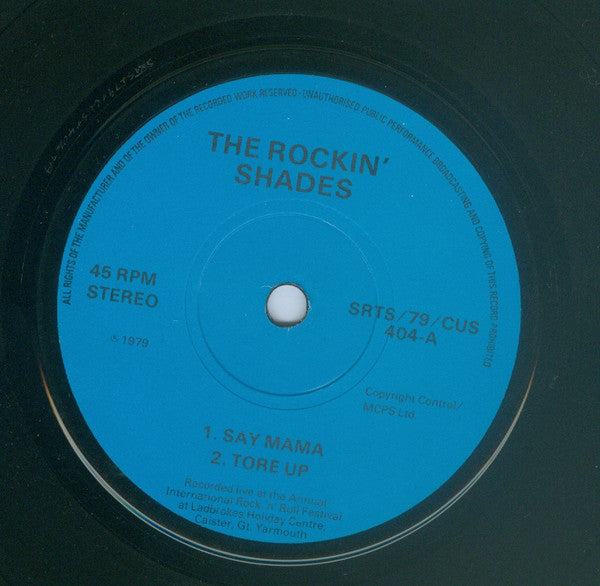 ALL RIGHTS OF THE MANUFACTURER AND OF THE OWNER OF THE RECORDED WORK RESERVED · UNAUTHORISED PUBLIC PERFORMANCE BROADCASTING AND COPYING OF THIS RECORD PROHIBITED
THE ROCKIN'
SHADES
45 RPM
STEREO
℗ 1979
SRTS/79/CUS
404-A
Copyright Control/
MCPS Ltd.
1. SAY MAMA
2. TORE UP
Recorded live at the Annual
International Rock 'n' Roll Festival
at Ladbrokes Holiday Centre,
Caister, Gt. Yarmouth